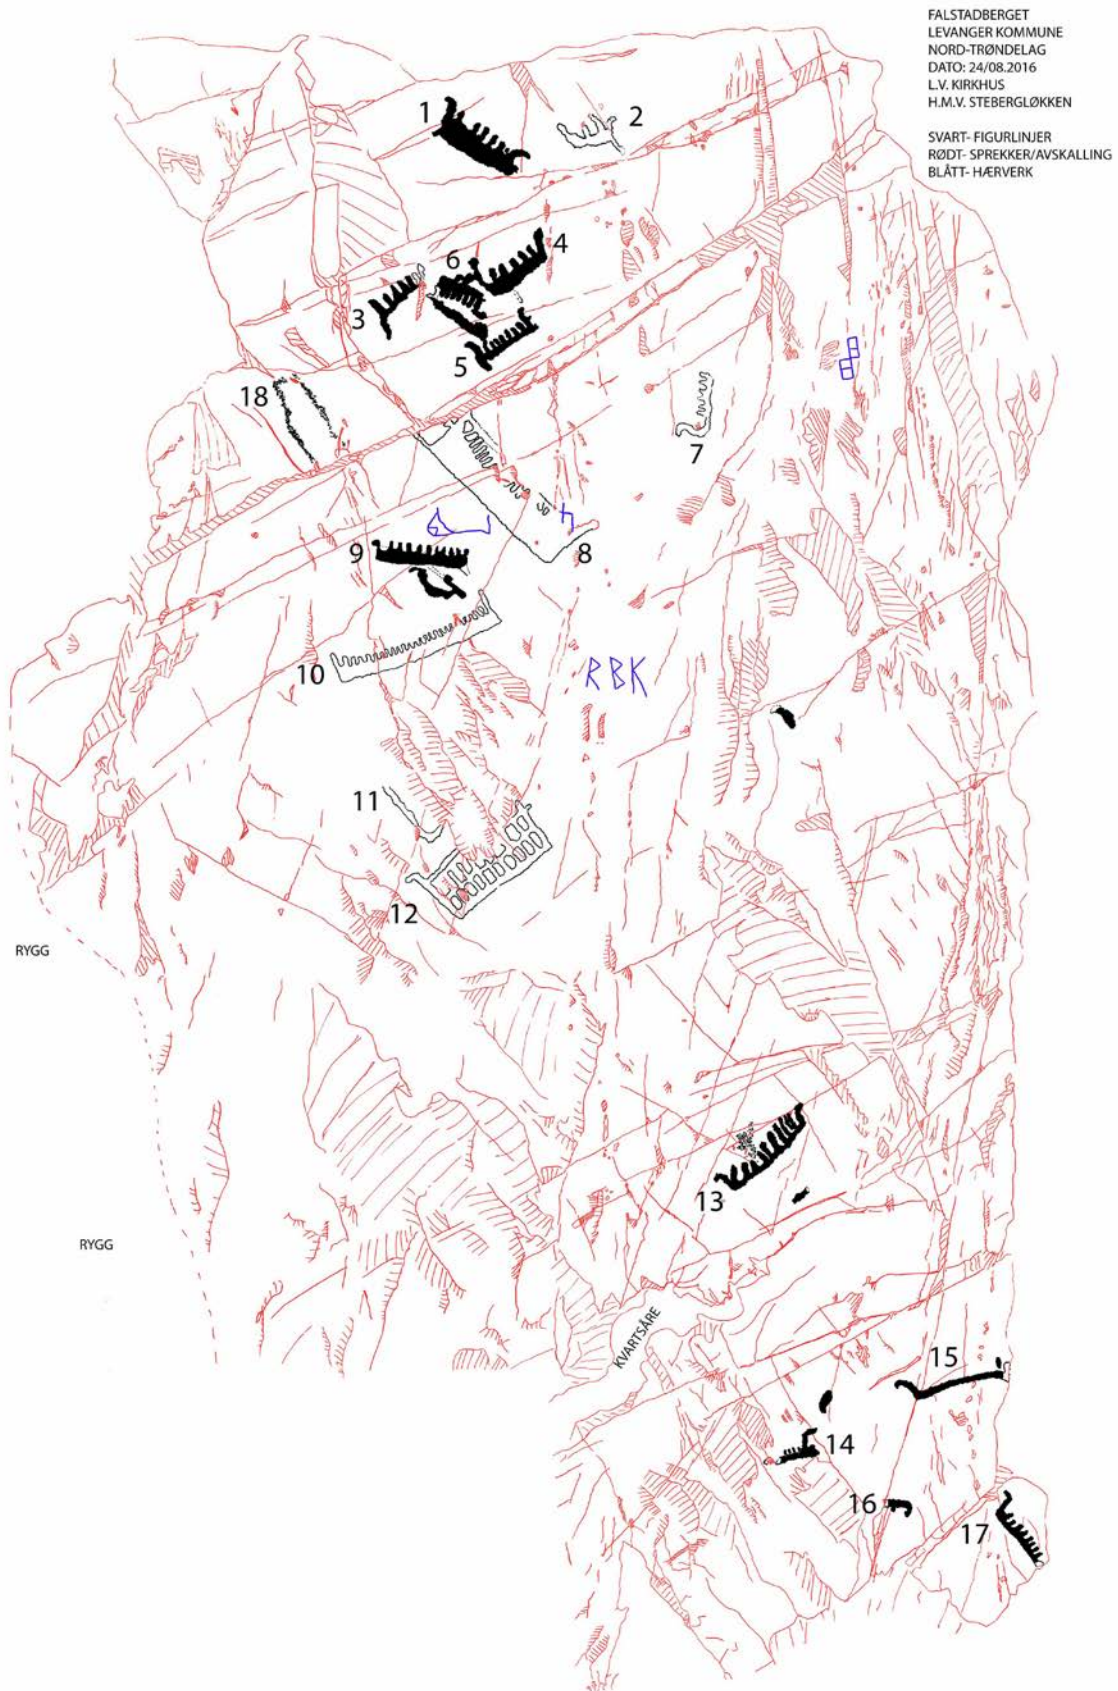 FALSTADBERGET
LEVANGER KOMMUNE
NORD-TRØNDELAG
DATO: 24/08.2016
L.V. KIRKHUS
H.M.V. STEBERGLØKKEN
SVART- FIGURLINJER
RØDT- SPREKKER/AVSKALLING
BLÅTT- HÆRVERK
1
2
4
6
3
5
18
7
8
9
10
RBK
11
12
RYGG
13
RYGG
KVARTSÅRE
15
14
16
17